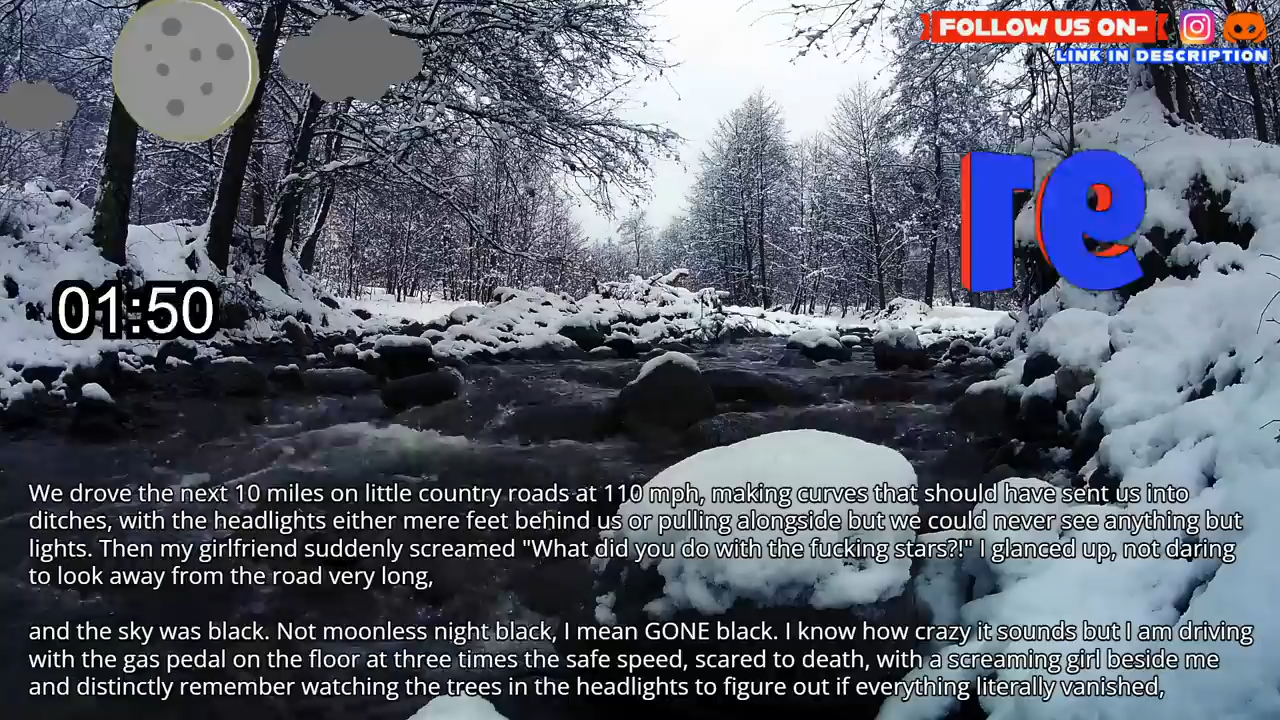 FOLLOW US ON-
LINK IN DESCRIPTION
re
01:50
We drove the next 10 miles on little country roads at 110 mph, making curves that should have sent us into
ditches, with the headlights either mere feet behind us or pulling alongside but we could never see anything but
lights. Then my girlfriend suddenly screamed "What did you do with the fucking stars?!" I glanced up, not daring
to look away from the road very long,
and the sky was black. Not moonless night black, I mean GONE black. I know how crazy it sounds but I am driving
with the gas pedal on the floor at three times the safe speed, scared to death, with a screaming girl beside me
and distinctly remember watching the trees in the headlights to figure out if everything literally vanished,